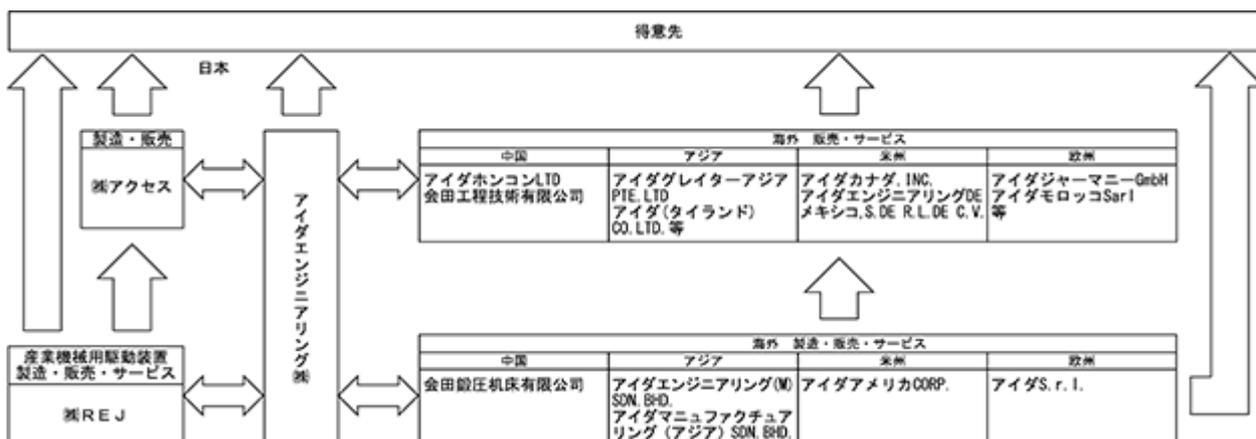 得意先
日本
製造・販売
㈱アクセス
アイダエンジニアリング㈱
海外 販売・サービス
中国 アジア 米州 欧州
アイダホンコンLTD
会田工程技術有限公司
アイダグレイターアジア
PTE.LTD
アイダ(タイランド)
CO.LTD.等
アイダカナダ,INC.
アイダエンジニアリングDE
メキシコ,S.DE R.L.DE C.V.
アイダジャーマニーGmbH
アイダモロッコSarl
等
産業機械用駆動装置
製造・販売・サービス
㈱REJ
海外 製造・販売・サービス
中国 アジア 米州 欧州
会田鍛圧机床有限公司
アイダエンジニアリング(M)
SDN.BHD.
アイダマニュファクチュア
リング(アジア)SDN.BHD.
アイダアメリカCORP.
アイダS.r.l.